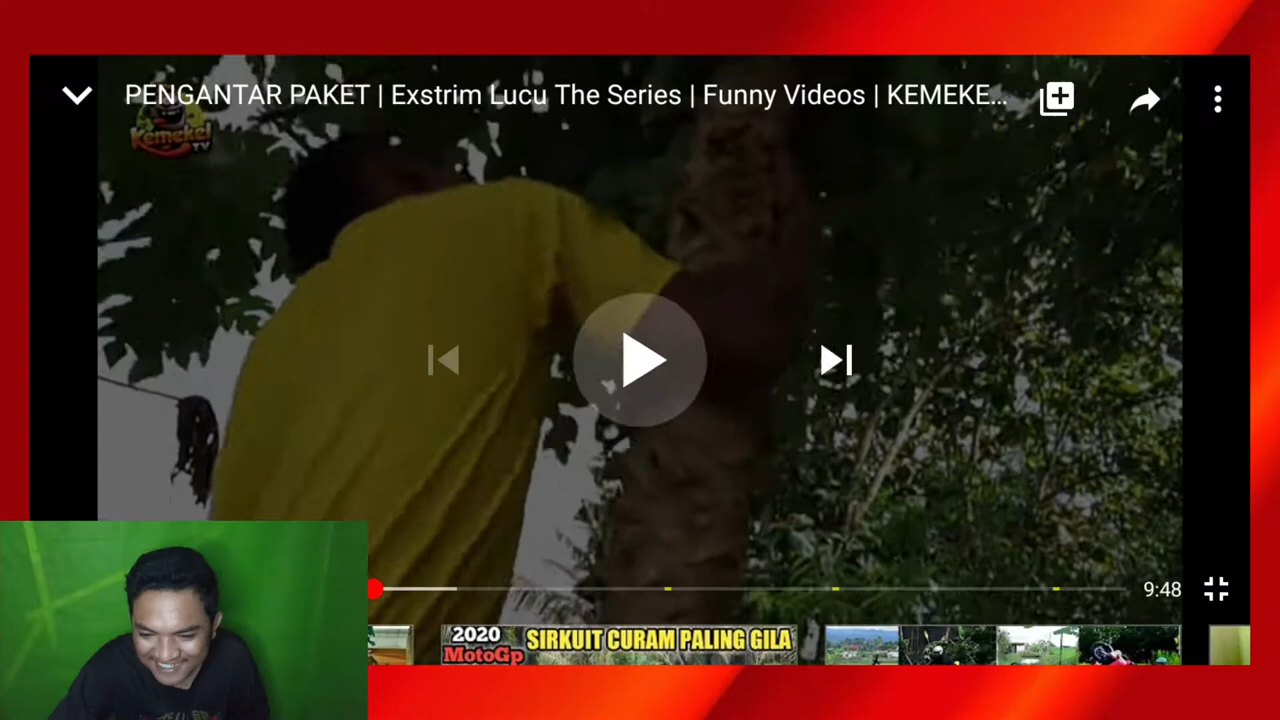 PENGANTAR PAKET | Exstrim Lucu The Series | Funny Videos | KEMEKE...
Kemekel
TV
9:48
2020
MotoGp
SIRKUIT CURAM PALING GILA